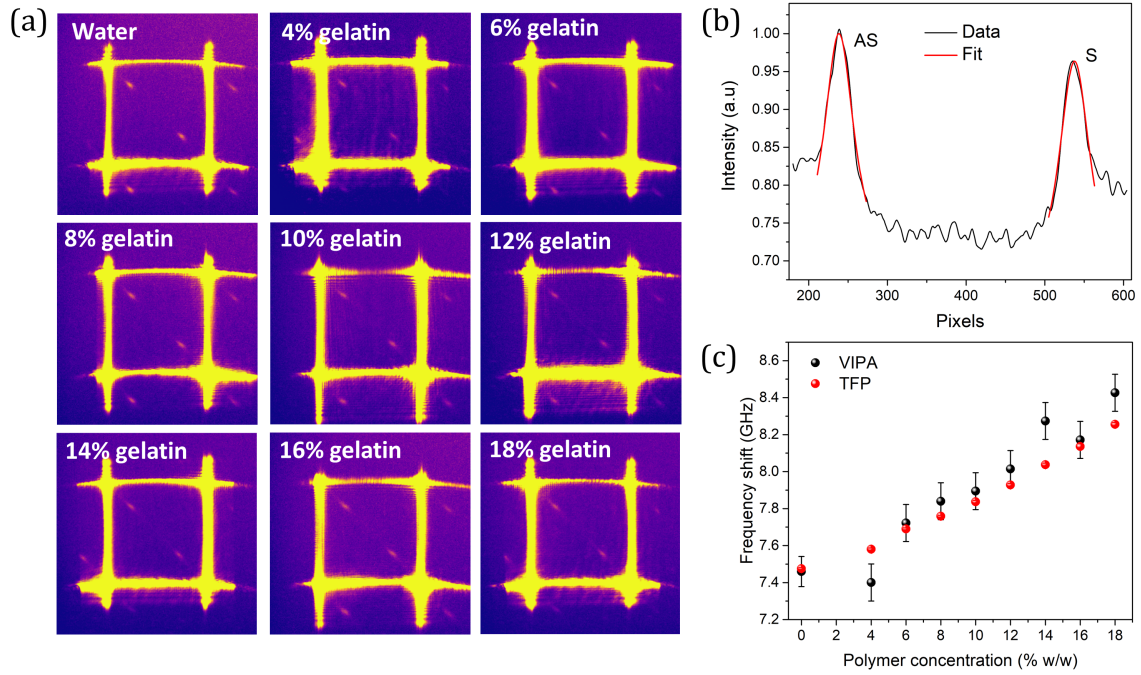 (a)
Water
4% gelatin
6% gelatin
8% gelatin
10% gelatin
12% gelatin
14% gelatin
16% gelatin
18% gelatin
(b)
Data
Fit
AS
S
1.00
0.95
0.90
0.85
0.80
0.75
0.70
Intensity (a.u)
200 300 400 500 600
Pixels
(c)
VIPA
TFP
8.6
8.4
8.2
8.0
7.8
7.6
7.4
7.2
Frequency shift (GHz)
0 2 4 6 8 10 12 14 16 18
Polymer concentration (% w/w)